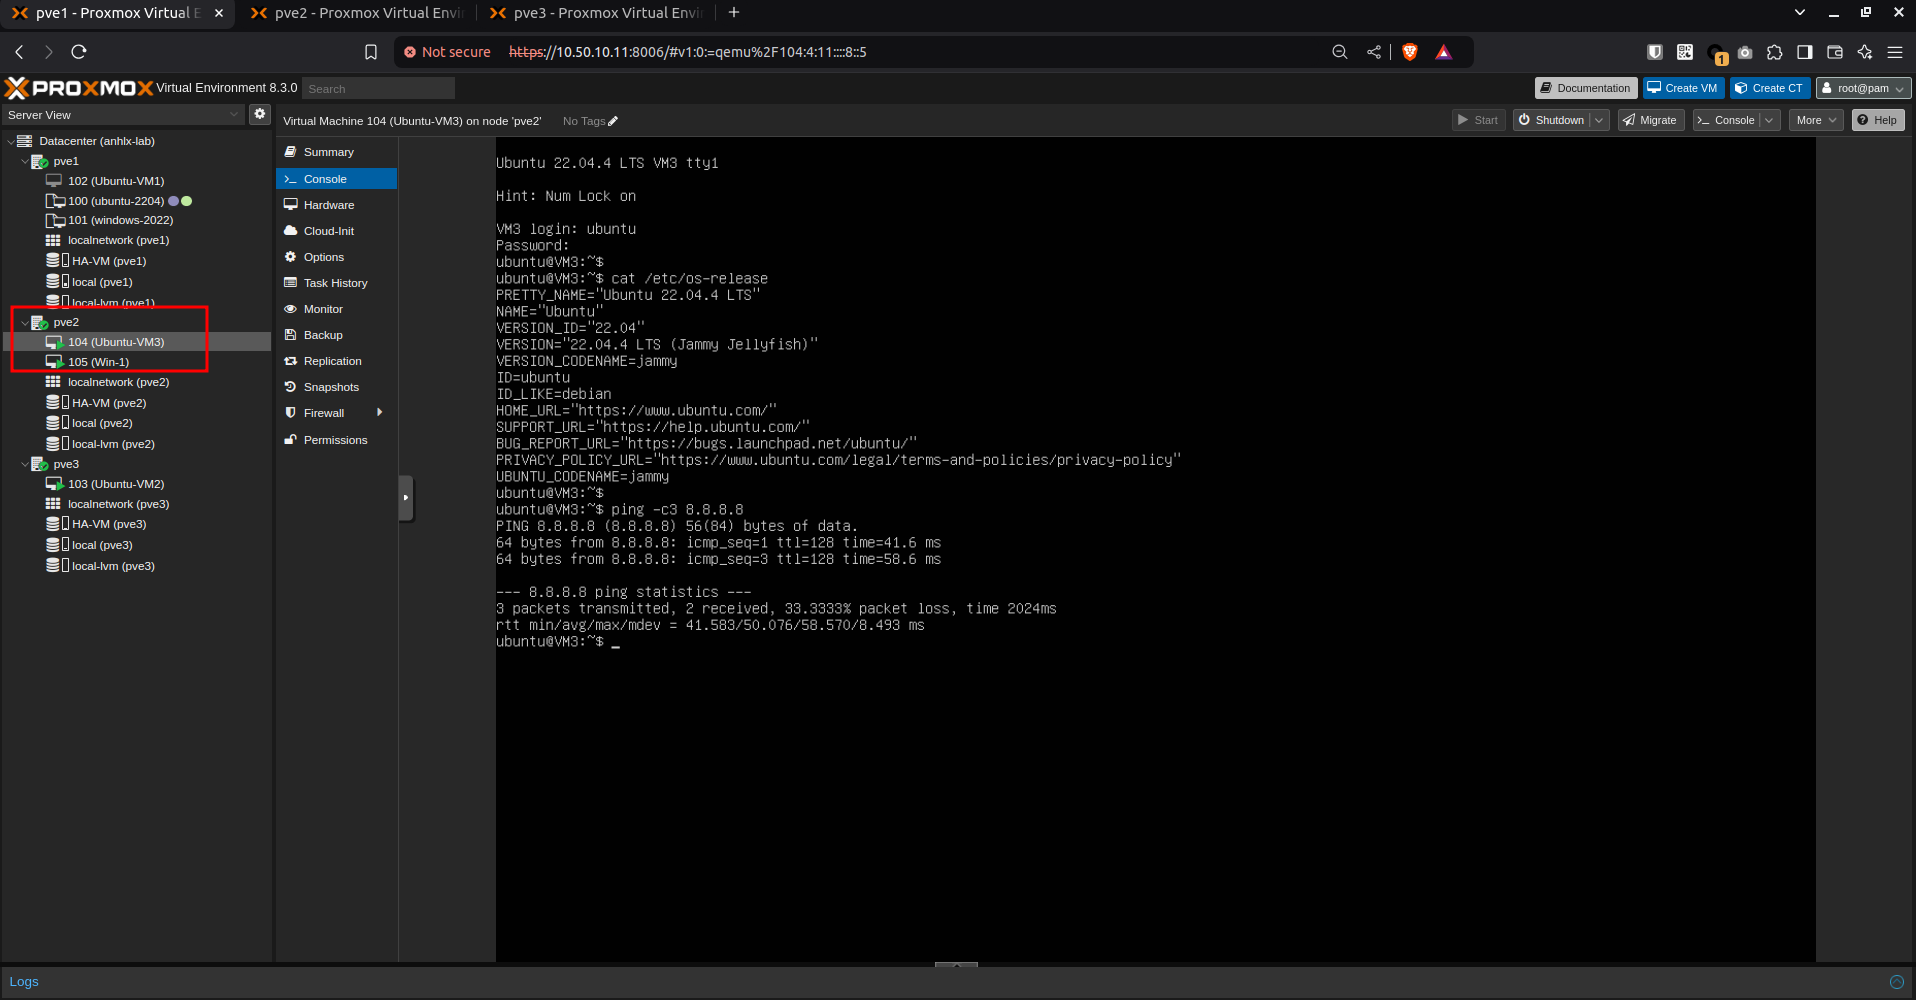 pve1 - Proxmox Virtual E
pve2 - Proxmox Virtual Envi
pve3 - Proxmox Virtual Envi
Not secure
https://10.50.10.11:8006/#v1:0:=qemu%2F104:4:11::::8::5
1
PROXMOX Virtual Environment 8.3.0
Search
Documentation
Create VM
Create CT
root@pam
Server View
Virtual Machine 104 (Ubuntu-VM3) on node 'pve2'
No Tags
Start
Shutdown
Migrate
Console
More
Help
Datacenter (anhlx-lab)
pve1
102 (Ubuntu-VM1)
100 (ubuntu-2204)
101 (windows-2022)
localnetwork (pve1)
HA-VM (pve1)
local (pve1)
local-lvm (pve1)
pve2
104 (Ubuntu-VM3)
105 (Win-1)
localnetwork (pve2)
HA-VM (pve2)
local (pve2)
local-lvm (pve2)
pve3
103 (Ubuntu-VM2)
localnetwork (pve3)
HA-VM (pve3)
local (pve3)
local-lvm (pve3)
Summary
Console
Hardware
Cloud-Init
Options
Task History
Monitor
Backup
Replication
Snapshots
Firewall
Permissions
Ubuntu 22.04.4 LTS VM3 tty1
Hint: Num Lock on
VM3 login: ubuntu
Password:
ubuntu@VM3:~$
ubuntu@VM3:~$ cat /etc/os-release
PRETTY_NAME="Ubuntu 22.04.4 LTS"
NAME="Ubuntu"
VERSION_ID="22.04"
VERSION="22.04.4 LTS (Jammy Jellyfish)"
VERSION_CODENAME=jammy
ID=ubuntu
ID_LIKE=debian
HOME_URL="https://www.ubuntu.com/"
SUPPORT_URL="https://help.ubuntu.com/"
BUG_REPORT_URL="https://bugs.launchpad.net/ubuntu/"
PRIVACY_POLICY_URL="https://www.ubuntu.com/legal/terms-and-policies/privacy-policy"
UBUNTU_CODENAME=jammy
ubuntu@VM3:~$
ubuntu@VM3:~$ ping -c3 8.8.8.8
PING 8.8.8.8 (8.8.8.8) 56(84) bytes of data.
64 bytes from 8.8.8.8: icmp_seq=1 ttl=128 time=41.6 ms
64 bytes from 8.8.8.8: icmp_seq=3 ttl=128 time=58.6 ms
--- 8.8.8.8 ping statistics ---
3 packets transmitted, 2 received, 33.3333% packet loss, time 2024ms
rtt min/avg/max/mdev = 41.583/50.076/58.570/8.493 ms
ubuntu@VM3:~$ _
Logs